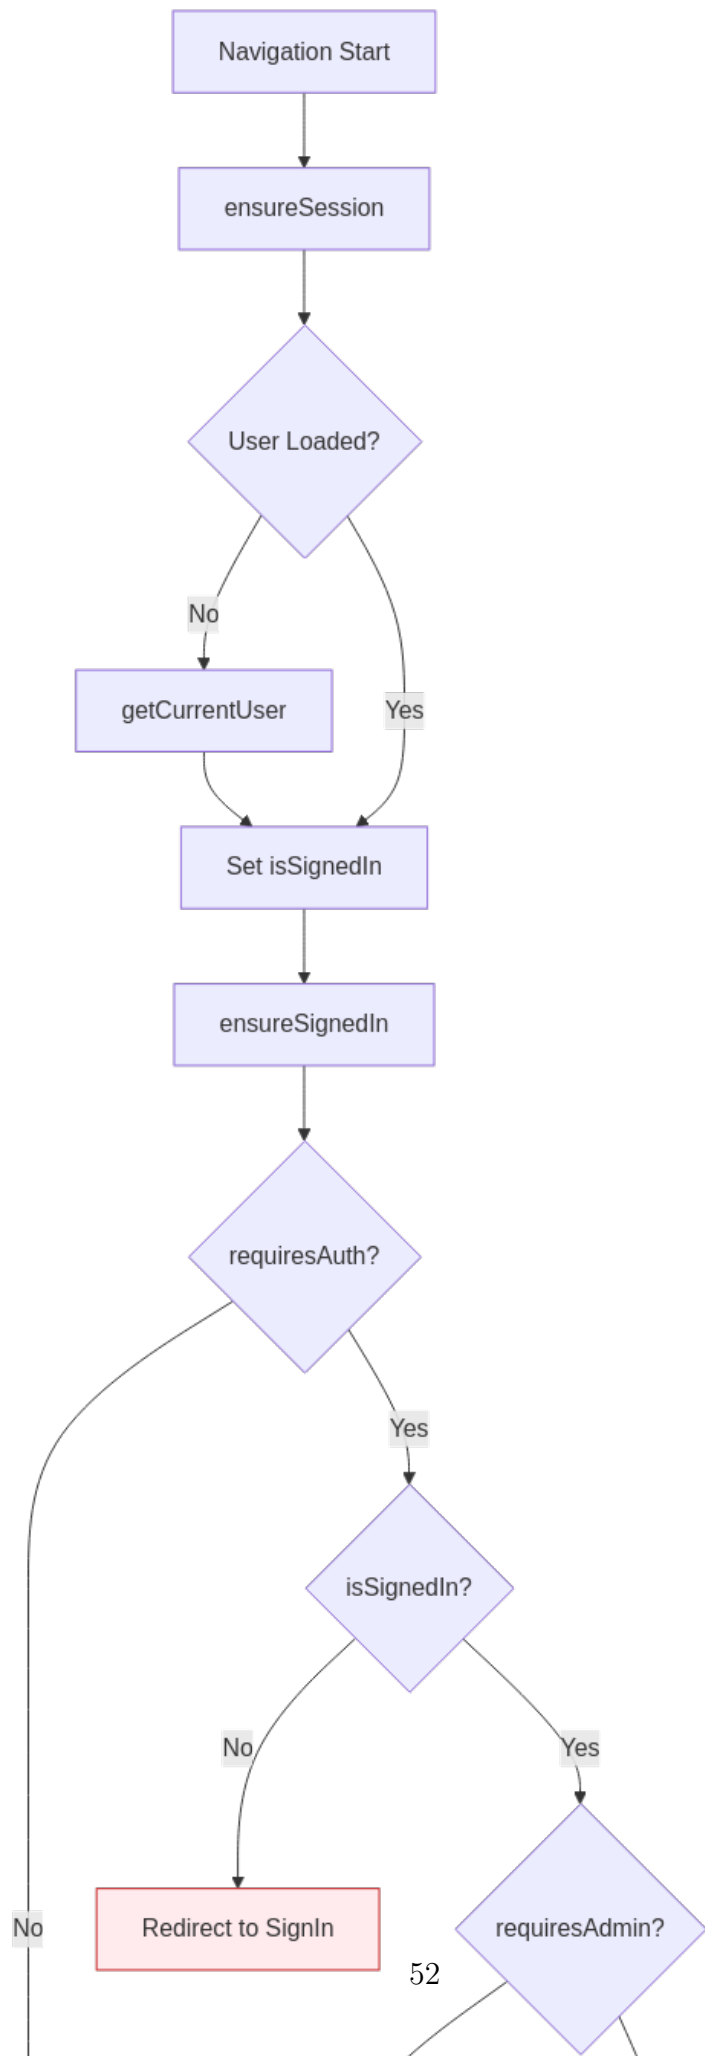 Navigation Start
ensureSession
User Loaded?
No
getCurrentUser
Yes
Set isSignedIn
ensureSignedIn
requiresAuth?
Yes
isSignedIn?
No
Yes
No
Redirect to SignIn
requiresAdmin?
52